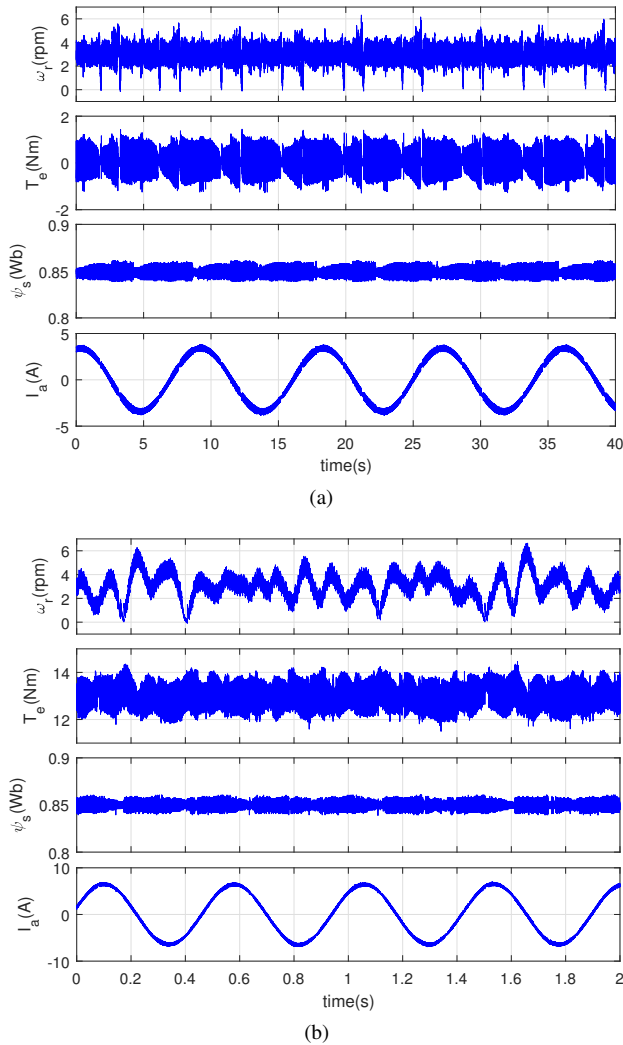 ω_r(rpm)
6
4
2
0
T_e(Nm)
2
0
-2
ψ_s(Wb)
0.9
0.85
0.8
I_a(A)
5
0
-5
0 5 10 15 20 25 30 35 40
time(s)
(a)
ω_r(rpm)
6
4
2
0
T_e(Nm)
14
12
ψ_s(Wb)
0.9
0.85
0.8
I_a(A)
10
0
-10
0 0.2 0.4 0.6 0.8 1 1.2 1.4 1.6 1.8 2
time(s)
(b)